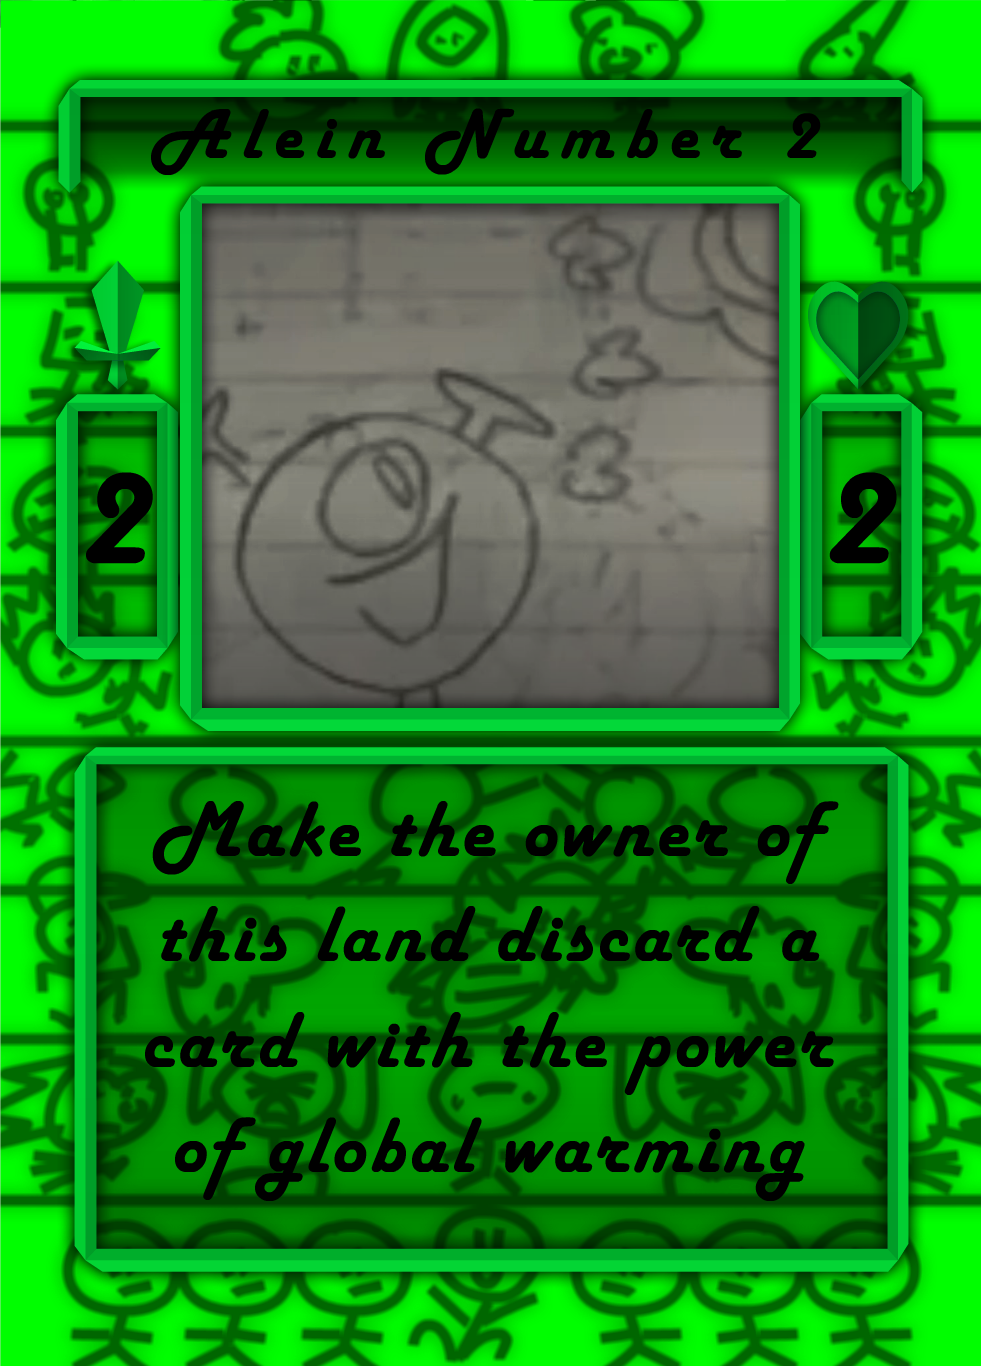 Alein Number 2
2
2
Make the owner of
this land discard a
card with the power
of global warming